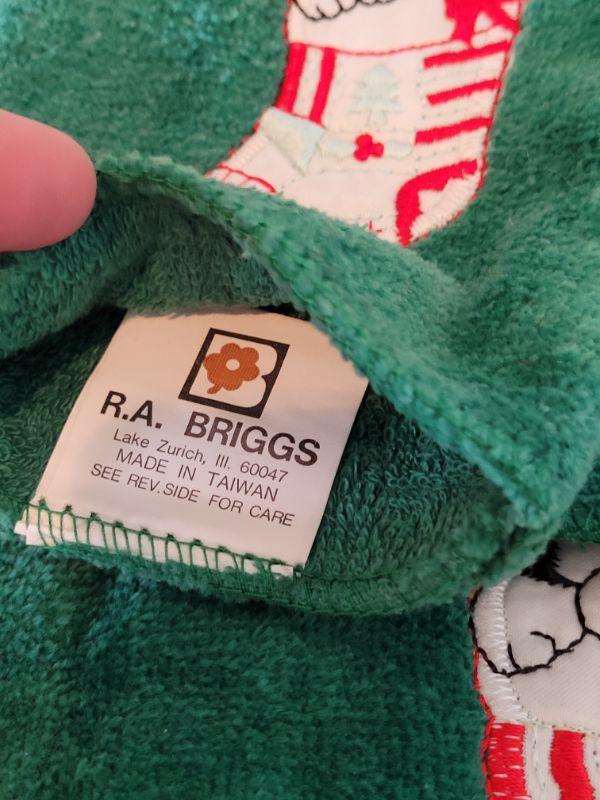 B
R.A. BRIGGS
Lake Zurich, Ill. 60047
MADE IN TAIWAN
SEE REV.SIDE FOR CARE